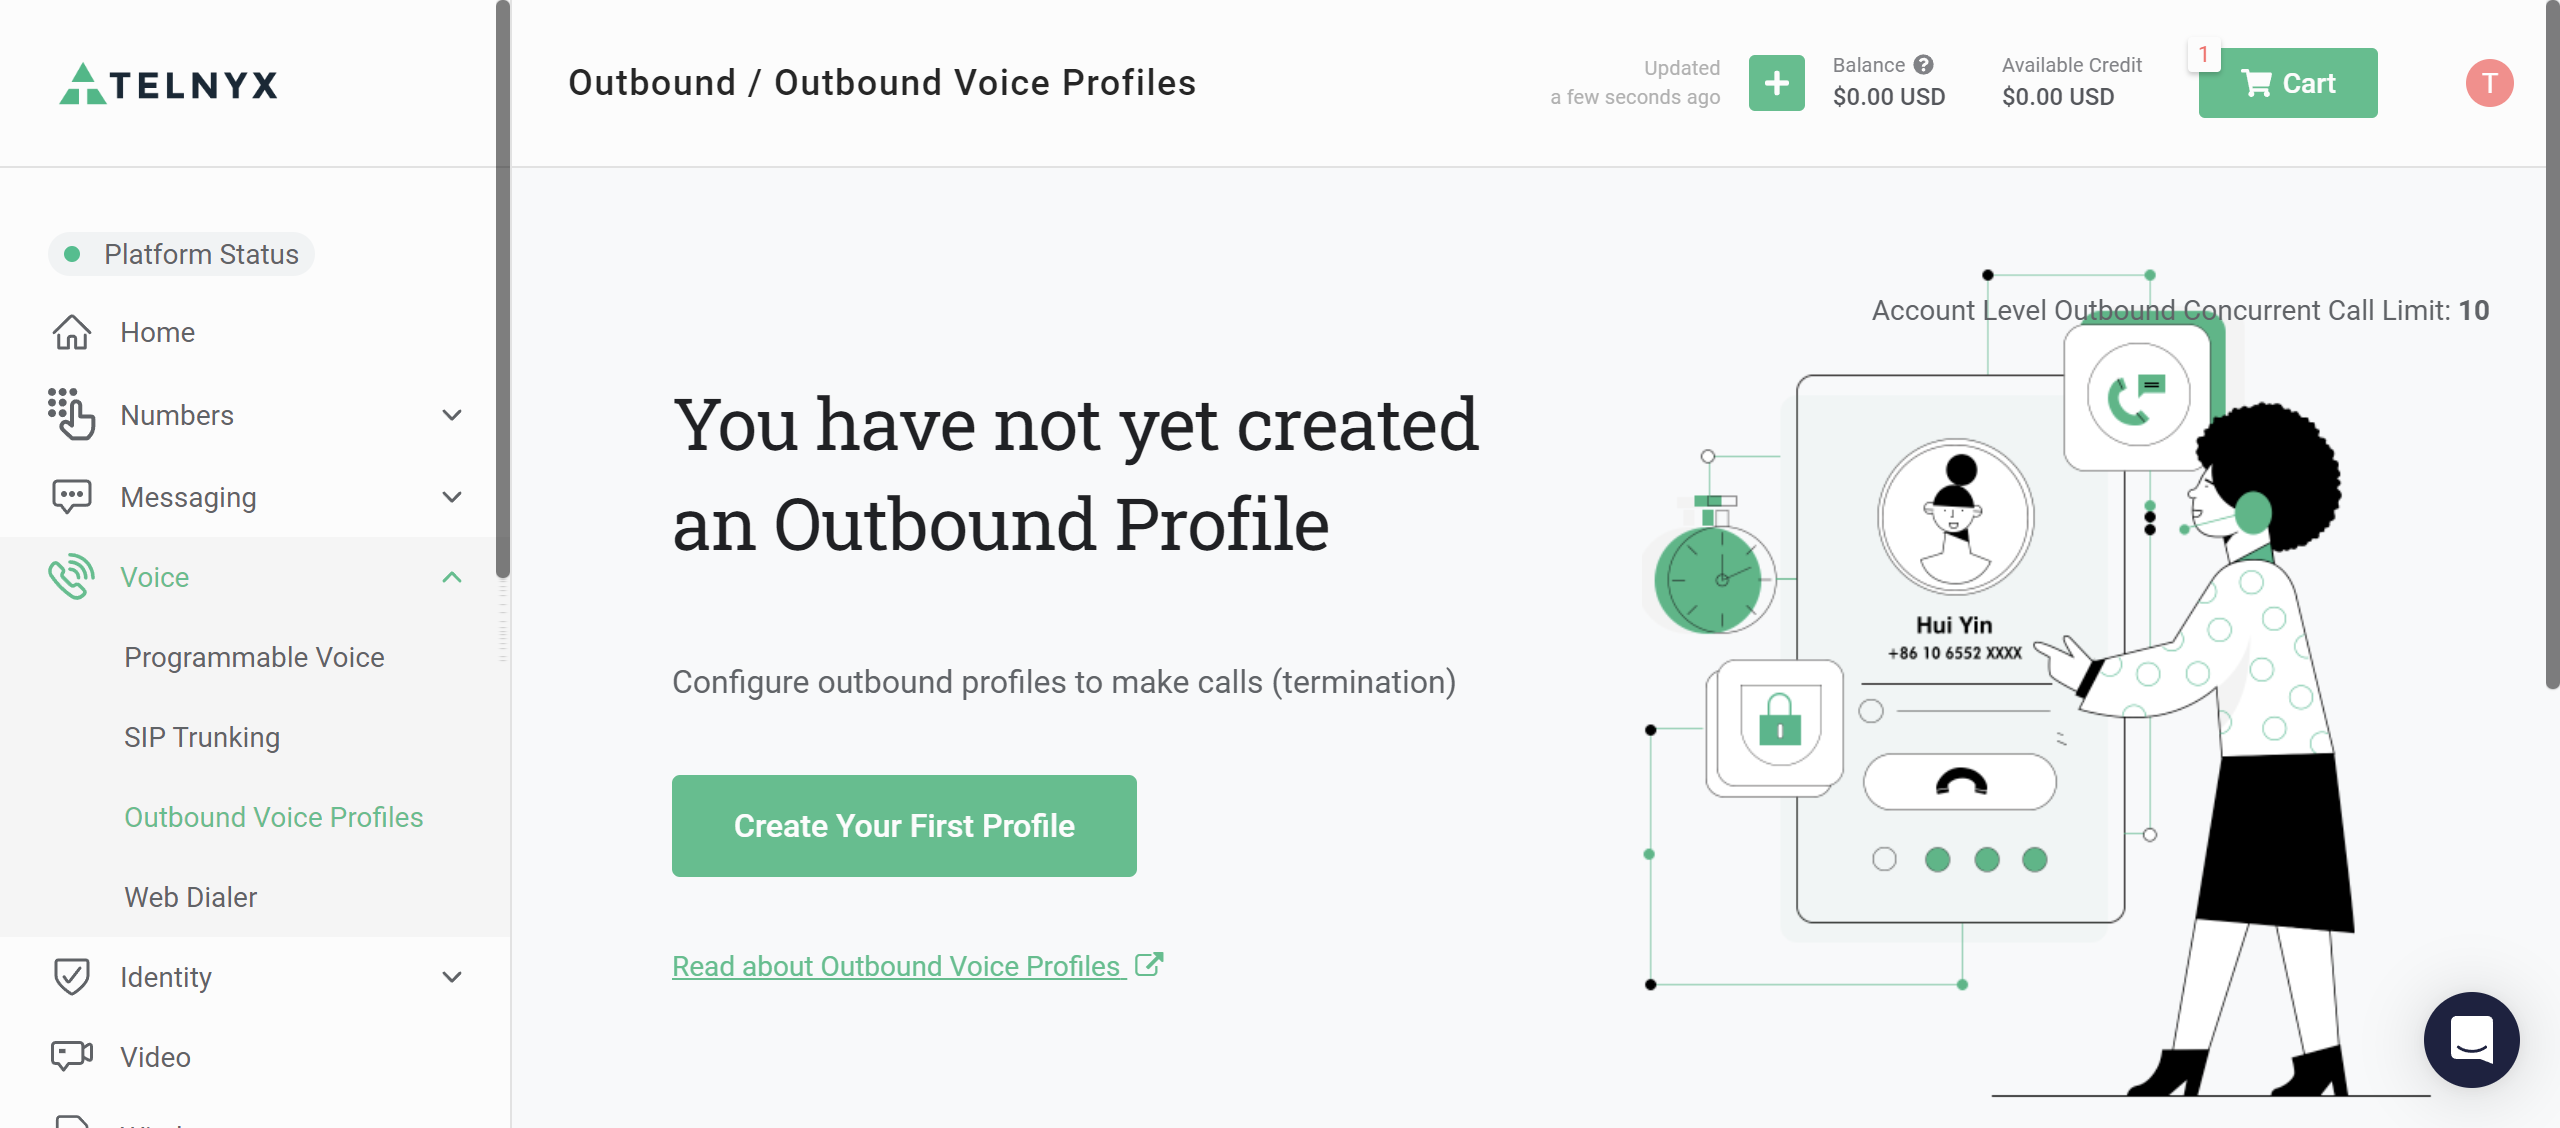 TELNYX
Outbound / Outbound Voice Profiles
Updated
a few seconds ago
Balance
$0.00 USD
Available Credit
$0.00 USD
1
Cart
T
Platform Status
Home
Numbers
Messaging
Voice
Programmable Voice
SIP Trunking
Outbound Voice Profiles
Web Dialer
Identity
Video
Account Level Outbound Concurrent Call Limit: 10
You have not yet created
an Outbound Profile
Configure outbound profiles to make calls (termination)
Create Your First Profile
Read about Outbound Voice Profiles
Hui Yin
+86 10 6552 XXXX